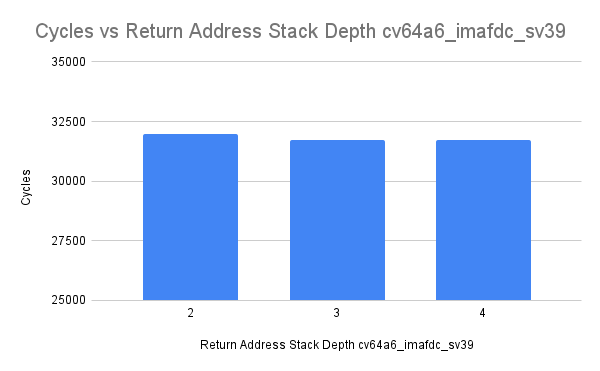 Cycles vs Return Address Stack Depth cv64a6_imafdc_sv39
35000
32500
30000
27500
25000
Cycles
2 3 4
Return Address Stack Depth cv64a6_imafdc_sv39